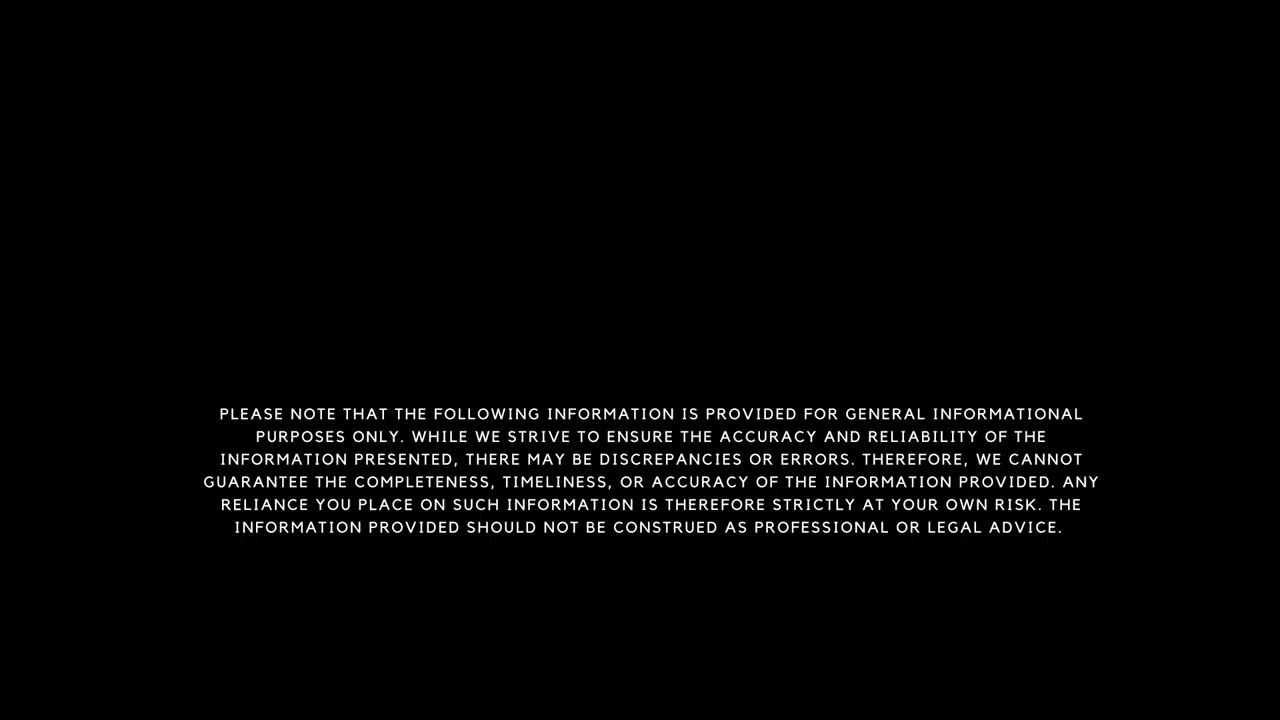 PLEASE NOTE THAT THE FOLLOWING INFORMATION IS PROVIDED FOR GENERAL INFORMATIONAL
PURPOSES ONLY. WHILE WE STRIVE TO ENSURE THE ACCURACY AND RELIABILITY OF THE
INFORMATION PRESENTED, THERE MAY BE DISCREPANCIES OR ERRORS. THEREFORE, WE CANNOT
GUARANTEE THE COMPLETENESS, TIMELINESS, OR ACCURACY OF THE INFORMATION PROVIDED. ANY
RELIANCE YOU PLACE ON SUCH INFORMATION IS THEREFORE STRICTLY AT YOUR OWN RISK. THE
INFORMATION PROVIDED SHOULD NOT BE CONSTRUED AS PROFESSIONAL OR LEGAL ADVICE.